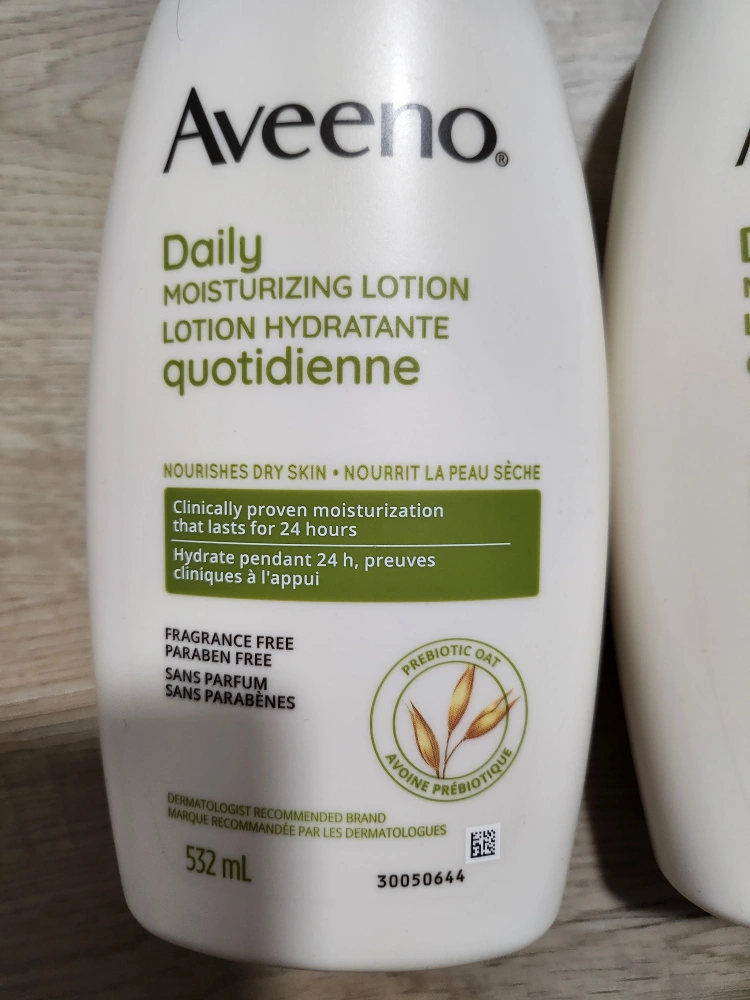 Aveeno®
Daily
MOISTURIZING LOTION
LOTION HYDRATANTE
quotidienne
NOURISHES DRY SKIN • NOURRIT LA PEAU SÈCHE
Clinically proven moisturization
that lasts for 24 hours
Hydrate pendant 24 h, preuves
cliniques à l'appui
FRAGRANCE FREE
PARABEN FREE
SANS PARFUM
SANS PARABÈNES
PREBIOTIC OAT
AVOINE PRÉBIOTIQUE
DERMATOLOGIST RECOMMENDED BRAND
MARQUE RECOMMANDÉE PAR LES DERMATOLOGUES
532 mL
30050644